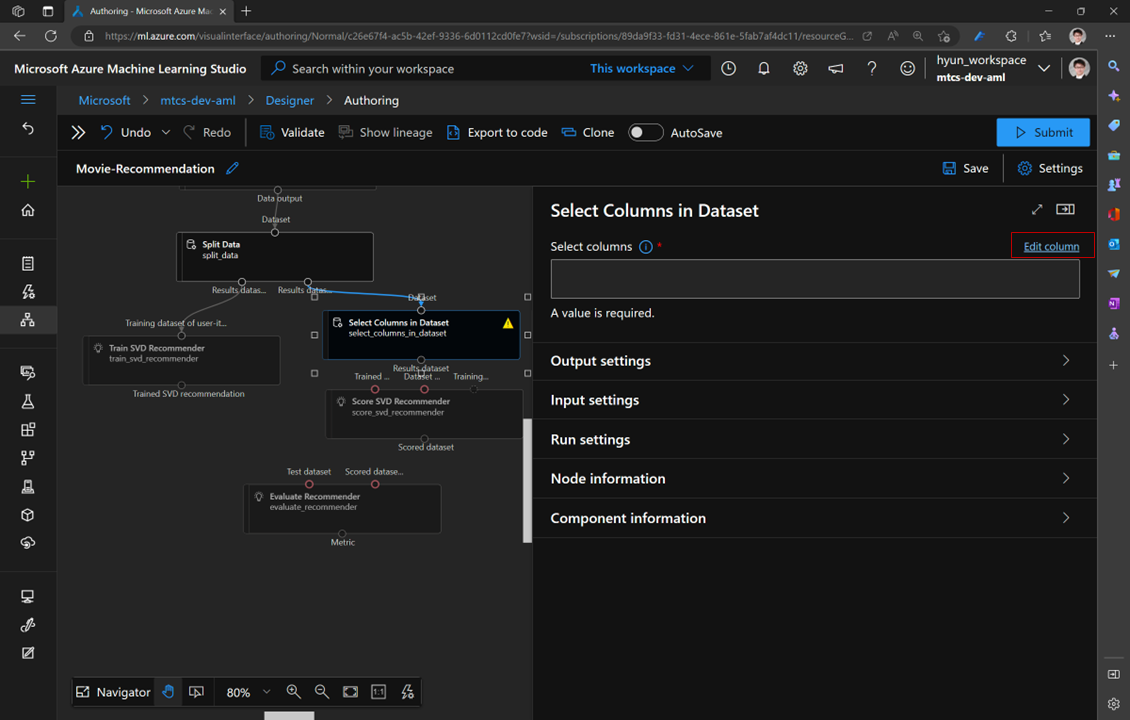 Authoring - Microsoft Azure Mac
https://ml.azure.com/visualinterface/authoring/Normal/c26e67f4-ac5b-42ef-9336-6d0112cd0fe7?wsid=/subscriptions/89da9f33-fd31-4ece-861e-5fab7af4dc11/resourceG...
Microsoft Azure Machine Learning Studio
Search within your workspace
This workspace
hyun_workspace
mtcs-dev-aml
Microsoft > mtcs-dev-aml > Designer > Authoring
Undo
Redo
Validate
Show lineage
Export to code
Clone
AutoSave
Submit
Movie-Recommendation
Save
Settings
Data output
Dataset
Split Data
split_data
Results datas...
Results datas...
Dataset
Training dataset of user-it...
Select Columns in Dataset
select_columns_in_dataset
Train SVD Recommender
train_svd_recommender
Results dataset
Trained ...
Dataset ...
Training...
Trained SVD recommendation
Score SVD Recommender
score_svd_recommender
Scored dataset
Test dataset
Scored datase...
Evaluate Recommender
evaluate_recommender
Metric
Navigator
80%
1:1
Select Columns in Dataset
Select columns *
Edit column
A value is required.
Output settings
Input settings
Run settings
Node information
Component information